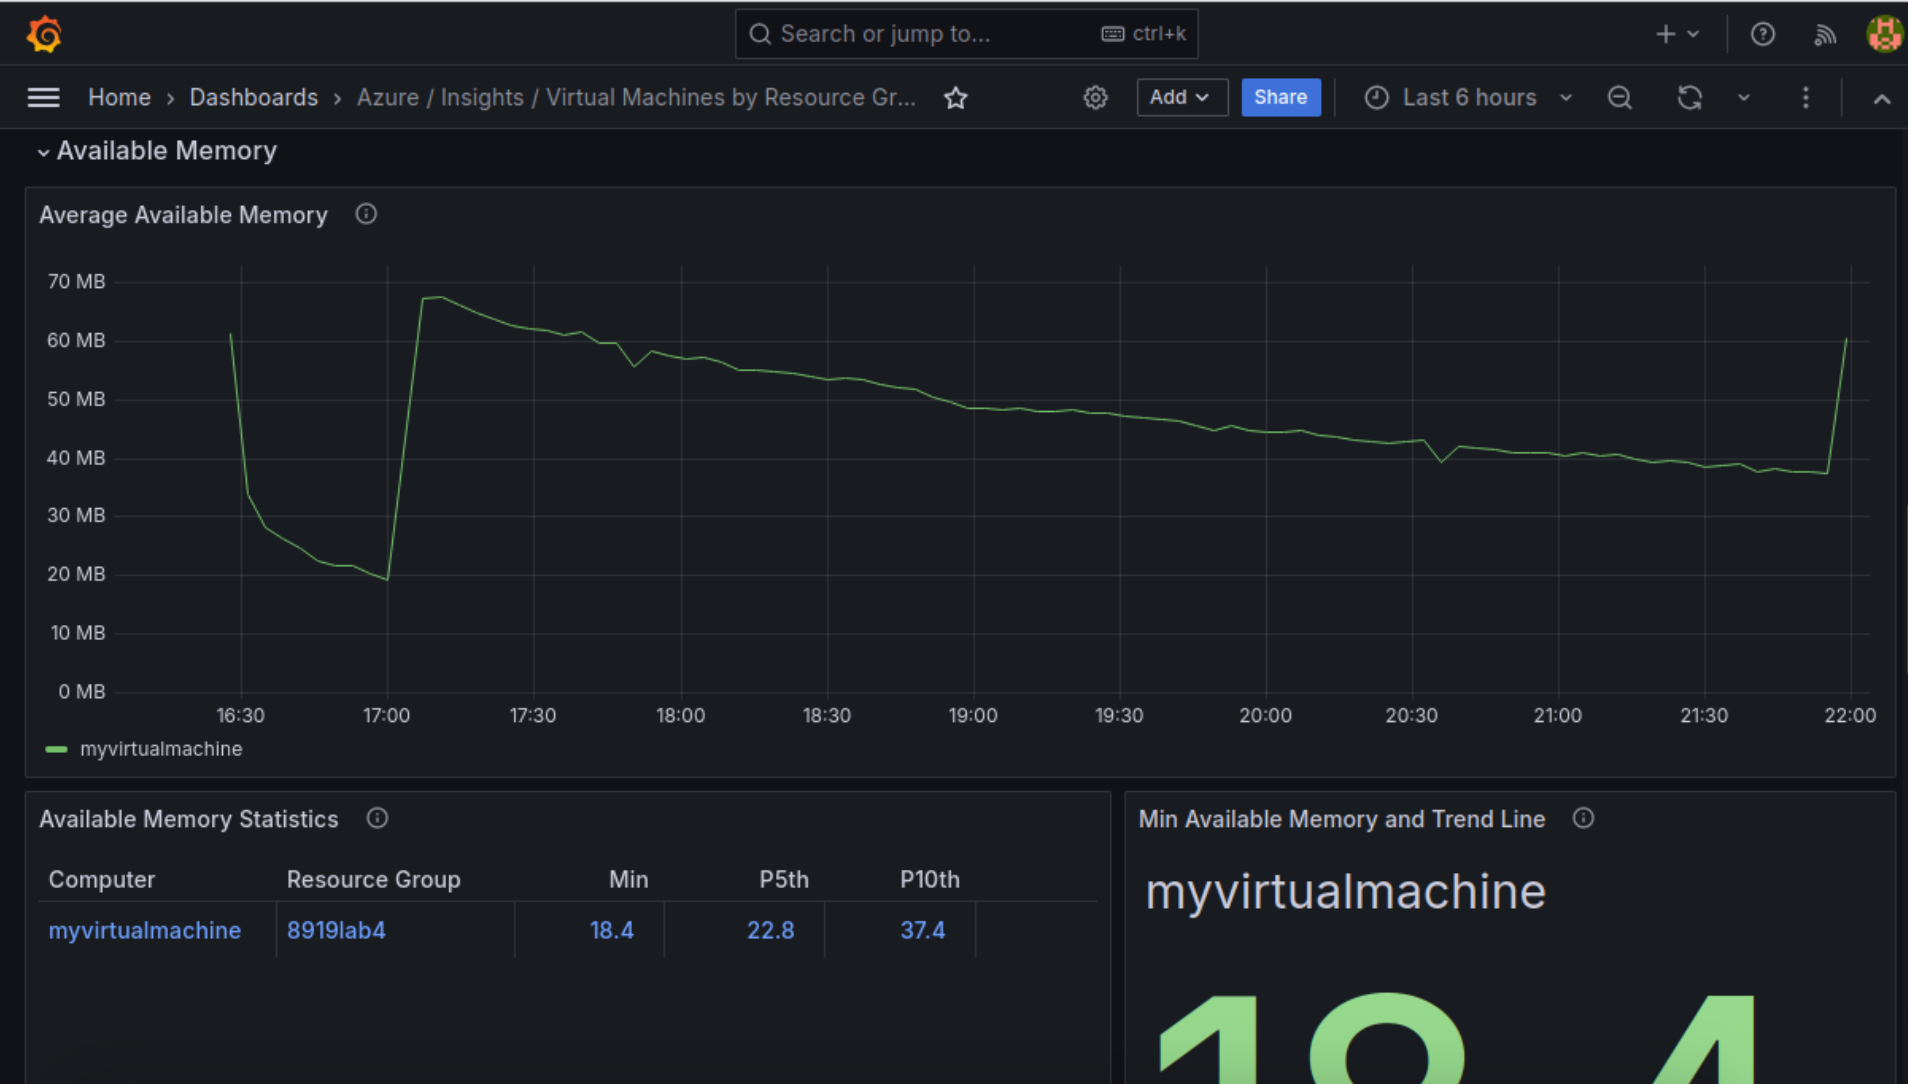 Search or jump to... ctrl+k
Home › Dashboards › Azure / Insights / Virtual Machines by Resource Gr... Add Share Last 6 hours
Available Memory
Average Available Memory
70 MB
60 MB
50 MB
40 MB
30 MB
20 MB
10 MB
0 MB
16:30 17:00 17:30 18:00 18:30 19:00 19:30 20:00 20:30 21:00 21:30 22:00
myvirtualmachine
Available Memory Statistics
Computer Resource Group Min P5th P10th
myvirtualmachine 8919lab4 18.4 22.8 37.4
Min Available Memory and Trend Line
myvirtualmachine
18.4